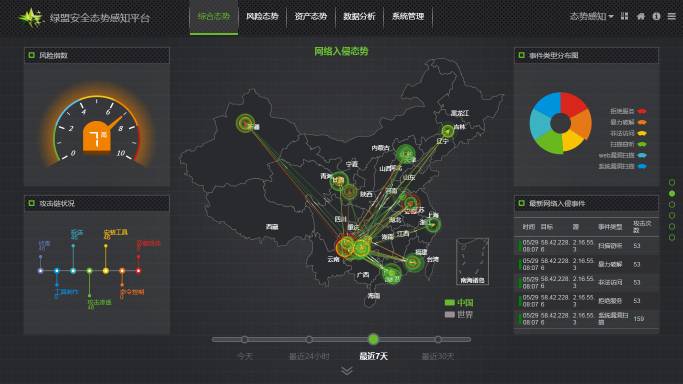 绿盟安全态势感知平台
综合态势 风险态势 资产态势 数据分析 系统管理
态势感知
风险指数
0 2 4 6 8 10
7 高
攻击链状况
投递
安装工具
46
工具制作
0
攻击渗透
46
命令控制
0
网络入侵态势
新疆
黑龙江
吉林
辽宁
内蒙古
宁夏
山西
山东
青海
甘肃
陕西
河南
四川
重庆
湖北
上海
浙江
西藏
湖南
江西
云南
福建
台湾
广西
海南
南海诸岛
中国
世界
今天 最近24小时 最近7天 最近30天
事件类型分布图
拒绝服务
暴力破解
非法访问
扫描窃听
web漏洞扫描
系统漏洞扫描
最新网络入侵事件
时间 目标 源 事件类型 攻击次数
05/29 08:07 58.42.228.6 2.16.55.3 扫描窃听 53
05/29 08:07 58.42.228.6 2.16.55.3 暴力破解 53
05/29 08:07 58.42.228.6 2.16.55.3 非法访问 53
05/29 08:07 58.42.228.6 2.16.55.3 拒绝服务 53
05/29 08:07 58.42.228.6 2.16.55.3 系统漏洞扫描 159